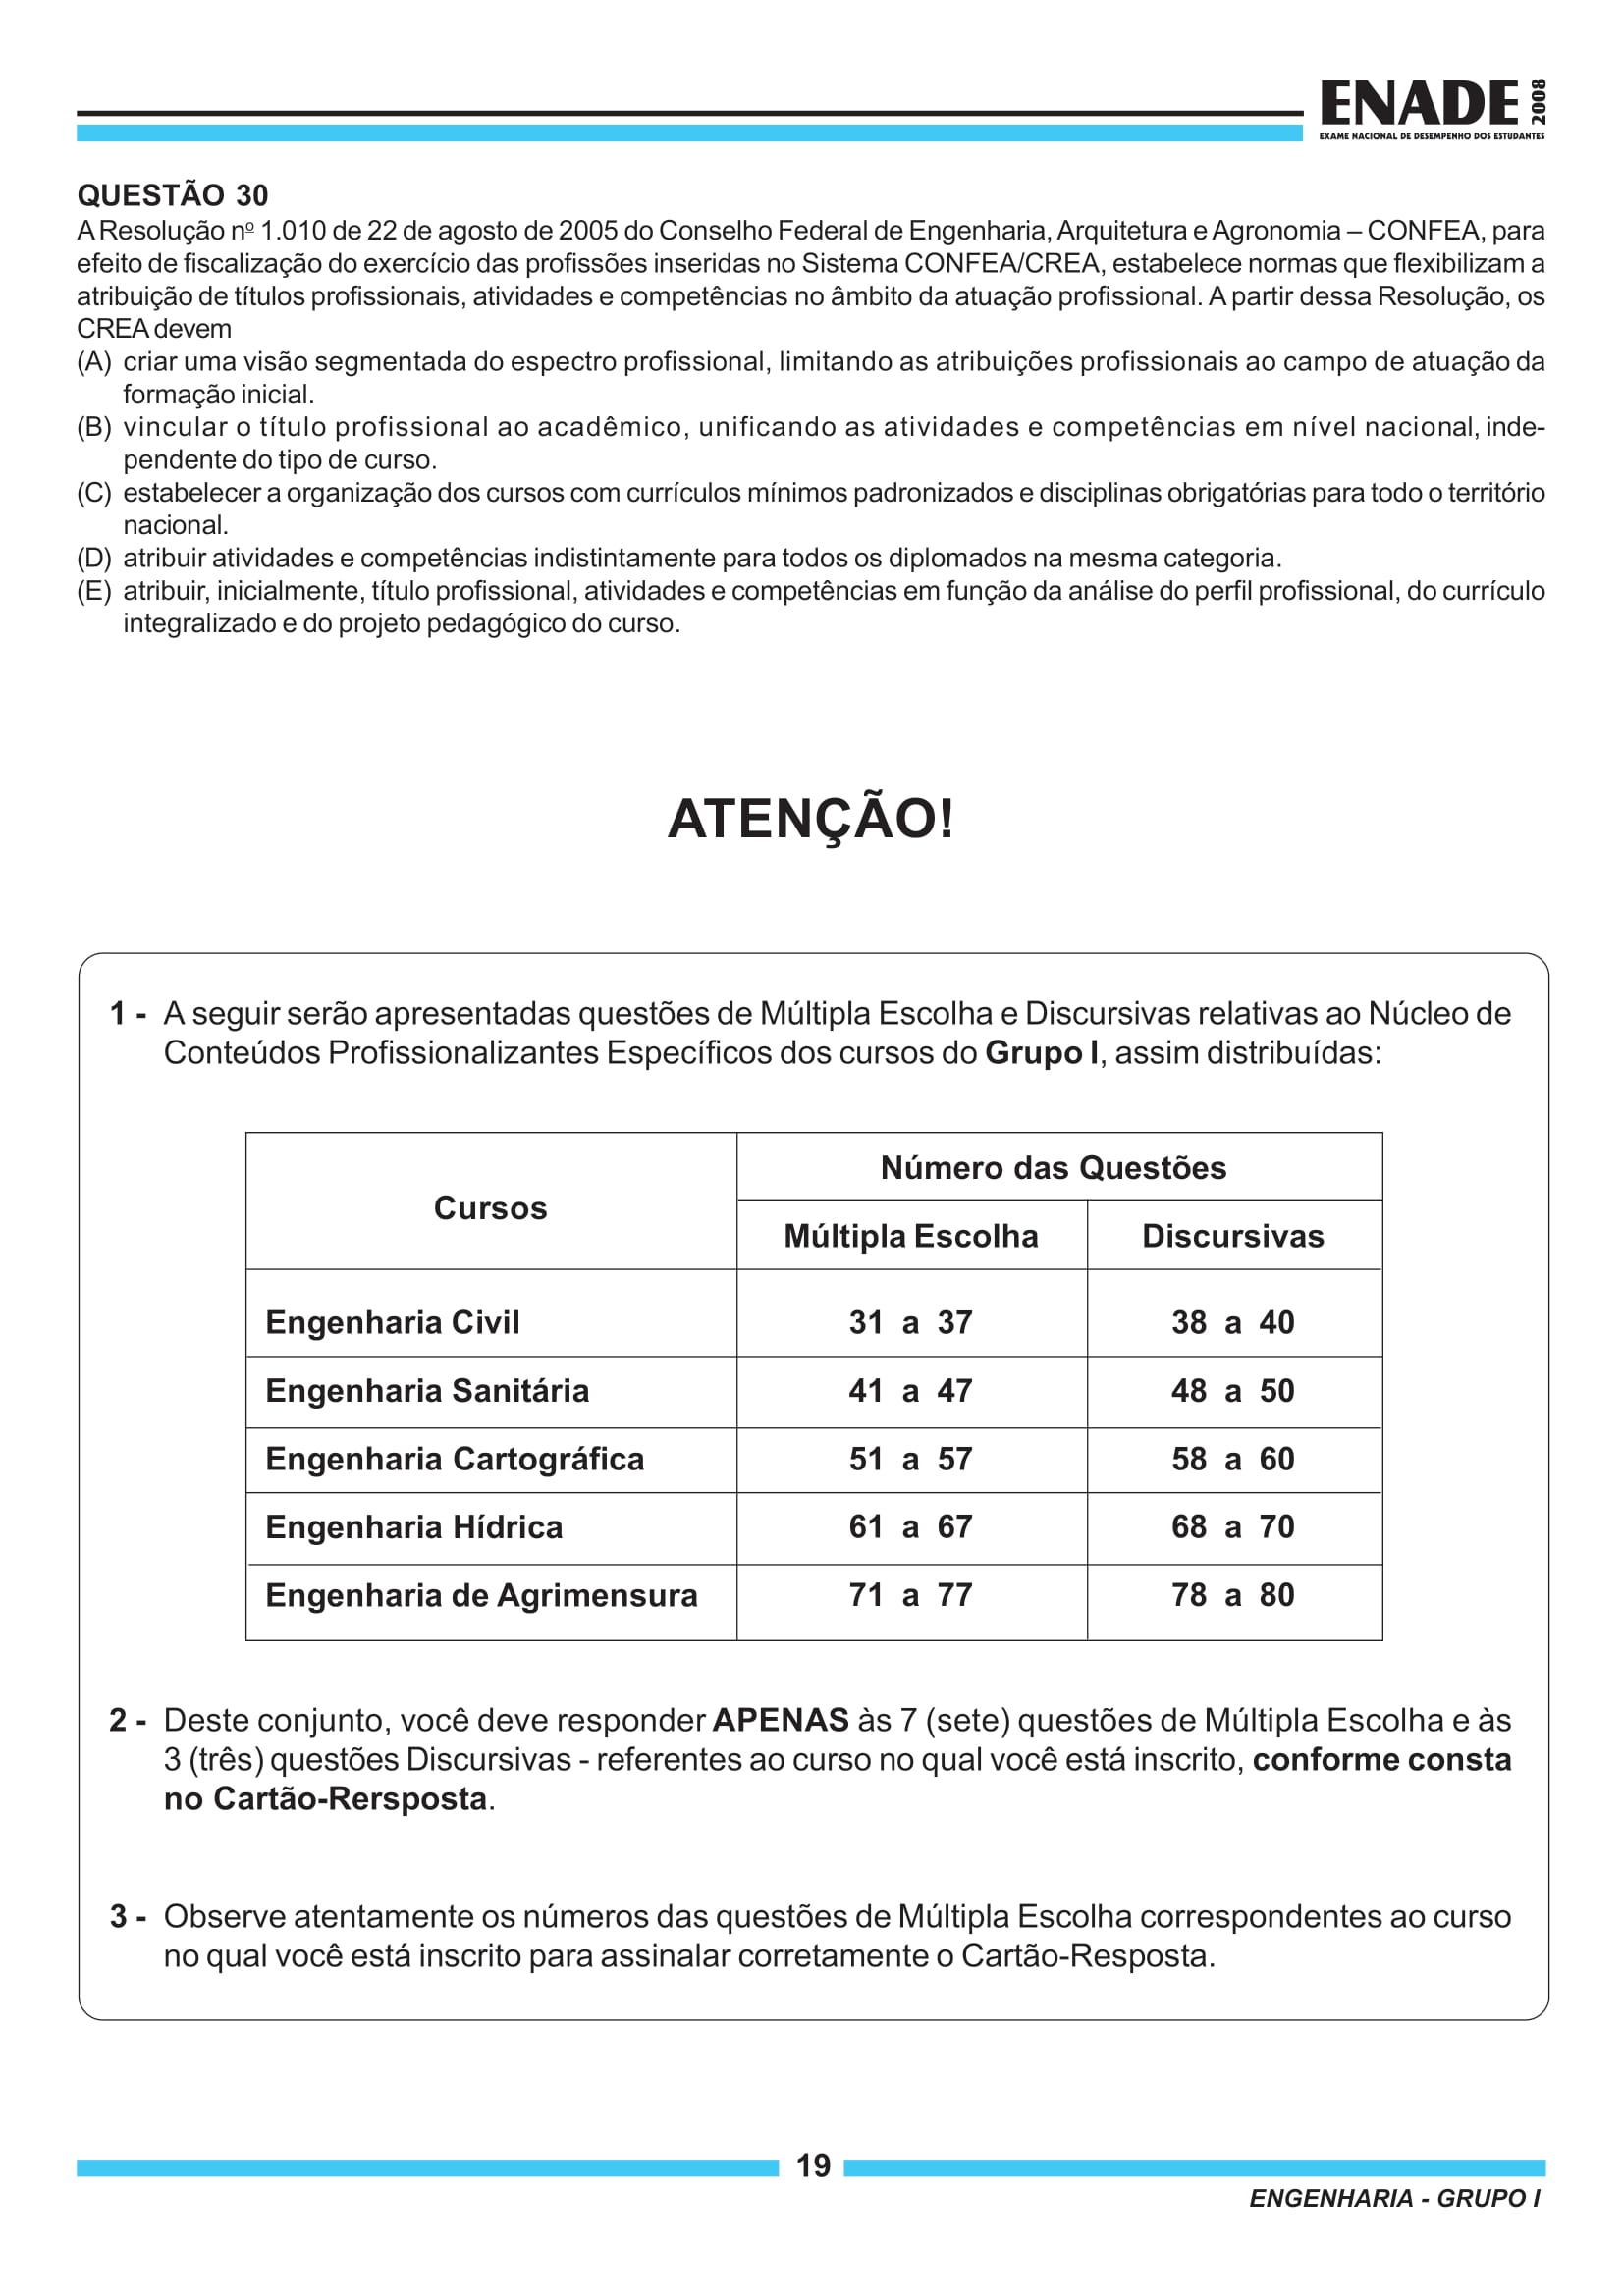 ENADE 2008
EXAME NACIONAL DE DESEMPENHO DOS ESTUDANTES
QUESTÃO 30
A Resolução nº 1.010 de 22 de agosto de 2005 do Conselho Federal de Engenharia, Arquitetura e Agronomia – CONFEA, para
efeito de fiscalização do exercício das profissões inseridas no Sistema CONFEA/CREA, estabelece normas que flexibilizam a
atribuição de títulos profissionais, atividades e competências no âmbito da atuação profissional. A partir dessa Resolução, os
CREA devem
(A) criar uma visão segmentada do espectro profissional, limitando as atribuições profissionais ao campo de atuação da
formação inicial.
(B) vincular o título profissional ao acadêmico, unificando as atividades e competências em nível nacional, inde-
pendente do tipo de curso.
(C) estabelecer a organização dos cursos com currículos mínimos padronizados e disciplinas obrigatórias para todo o território
nacional.
(D) atribuir atividades e competências indistintamente para todos os diplomados na mesma categoria.
(E) atribuir, inicialmente, título profissional, atividades e competências em função da análise do perfil profissional, do currículo
integralizado e do projeto pedagógico do curso.
ATENÇÃO!
1 - A seguir serão apresentadas questões de Múltipla Escolha e Discursivas relativas ao Núcleo de
Conteúdos Profissionalizantes Específicos dos cursos do Grupo I, assim distribuídas:
Cursos
Número das Questões
Múltipla Escolha Discursivas
Engenharia Civil 31 a 37 38 a 40
Engenharia Sanitária 41 a 47 48 a 50
Engenharia Cartográfica 51 a 57 58 a 60
Engenharia Hídrica 61 a 67 68 a 70
Engenharia de Agrimensura 71 a 77 78 a 80
2 - Deste conjunto, você deve responder APENAS às 7 (sete) questões de Múltipla Escolha e às
3 (três) questões Discursivas - referentes ao curso no qual você está inscrito, conforme consta
no Cartão-Rersposta.
3 - Observe atentamente os números das questões de Múltipla Escolha correspondentes ao curso
no qual você está inscrito para assinalar corretamente o Cartão-Resposta.
19
ENGENHARIA - GRUPO I